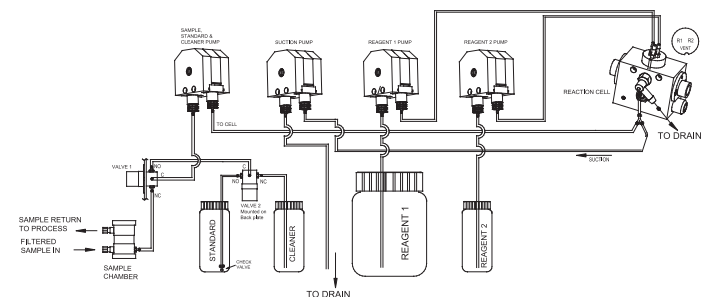 SAMPLE,
STANDARD &
CLEANER PUMP
SUCTION PUMP
REAGENT 1 PUMP
REAGENT 2 PUMP
R1 R2
VENT
REACTION CELL
TO DRAIN
TO CELL
SUCTION
VALVE 1
NO
C
NC
C
NO
NC
VALVE 2
Mounted on
Back plate
SAMPLE RETURN
TO PROCESS
FILTERED
SAMPLE IN
SAMPLE
CHAMBER
STANDARD
CHECK
VALVE
CLEANER
REAGENT 1
REAGENT 2
TO DRAIN